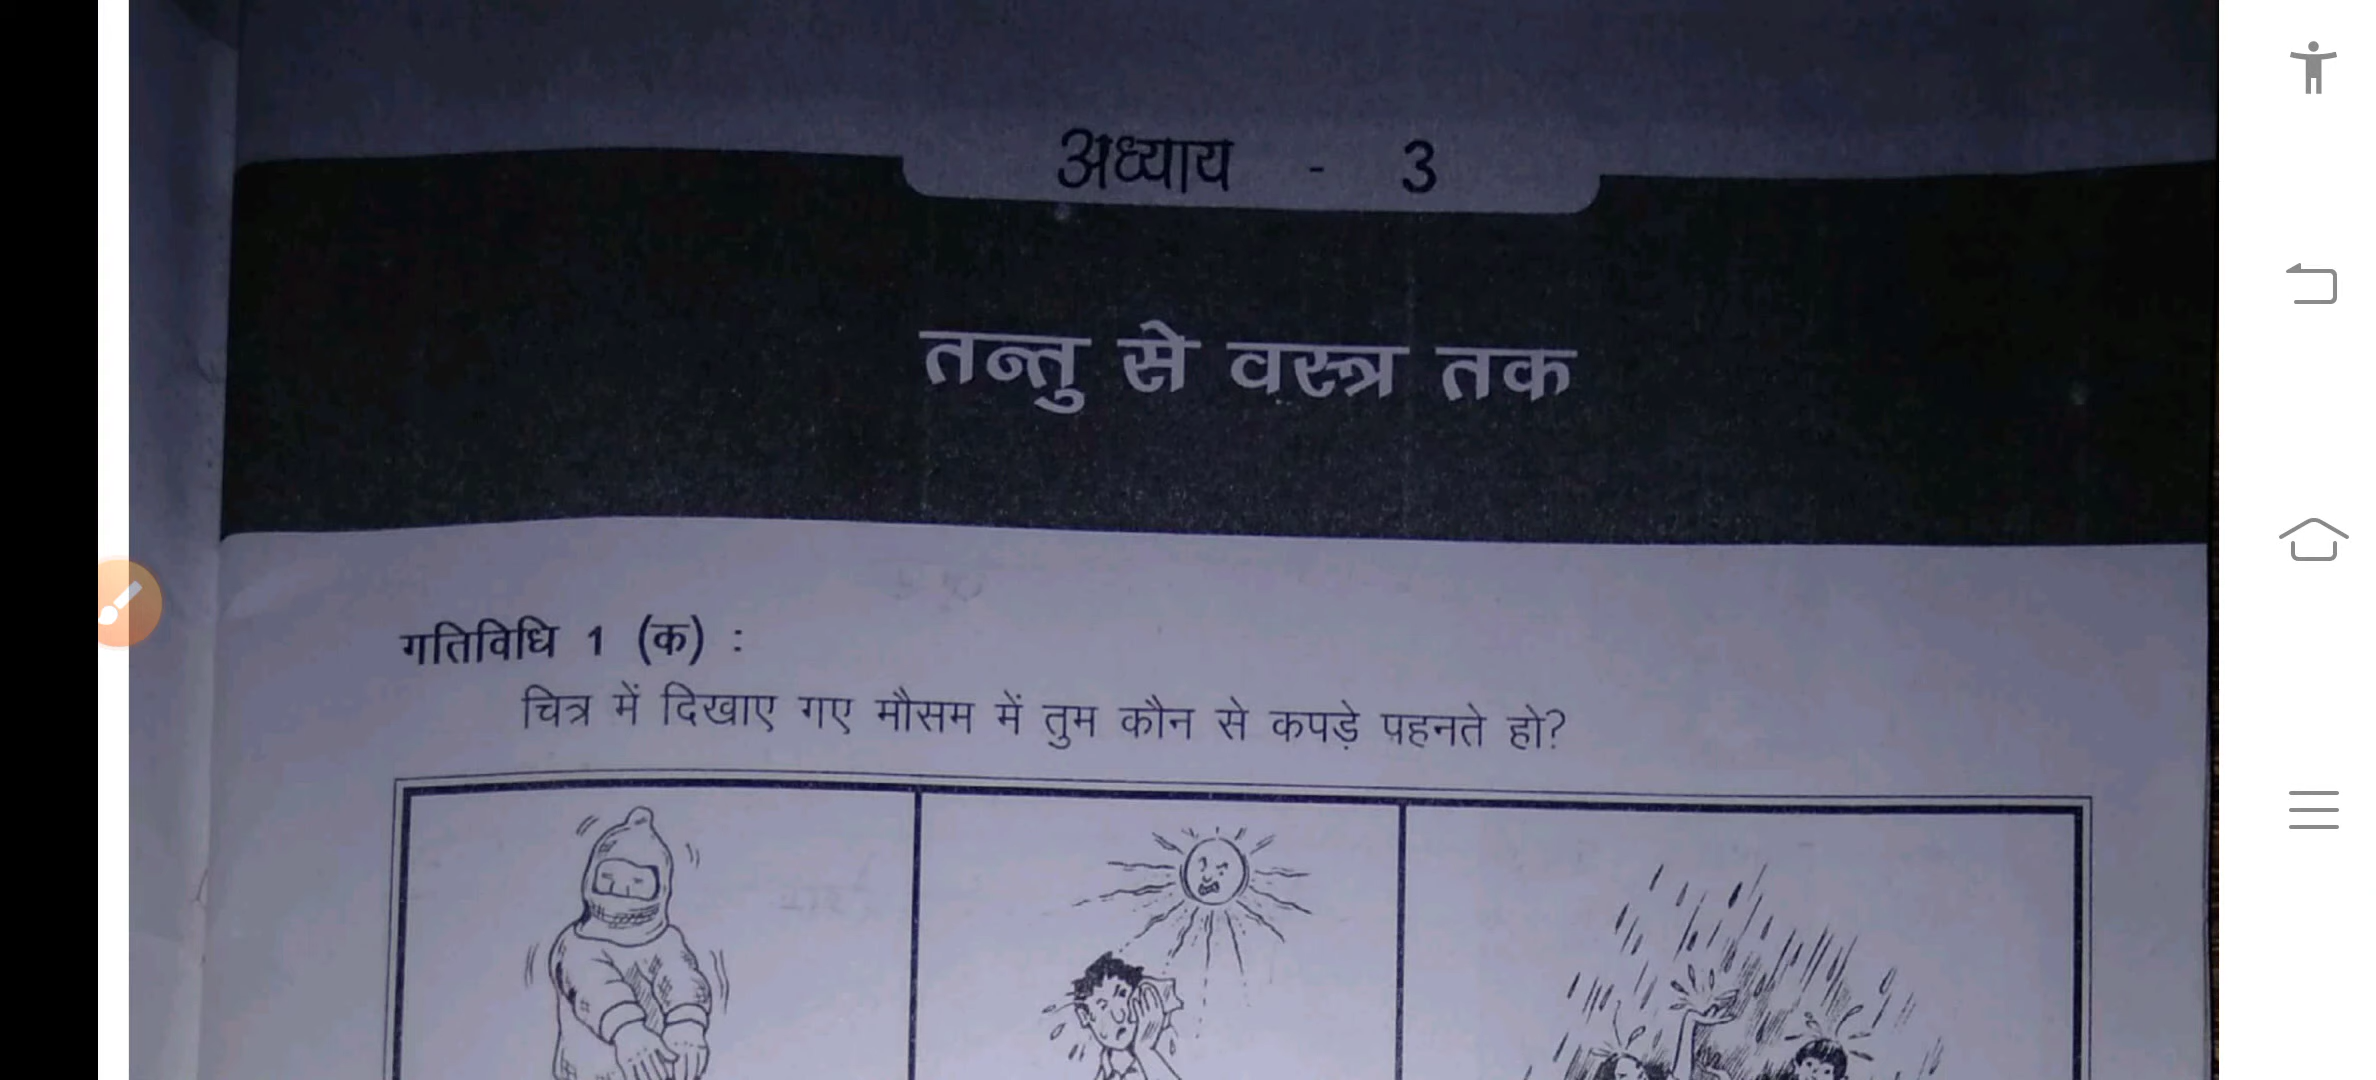 अध्याय - 3
तन्तु से वस्त्र तक
गतिविधि 1 (क) :
चित्र में दिखाए गए मौसम में तुम कौन से कपड़े पहनते हो?